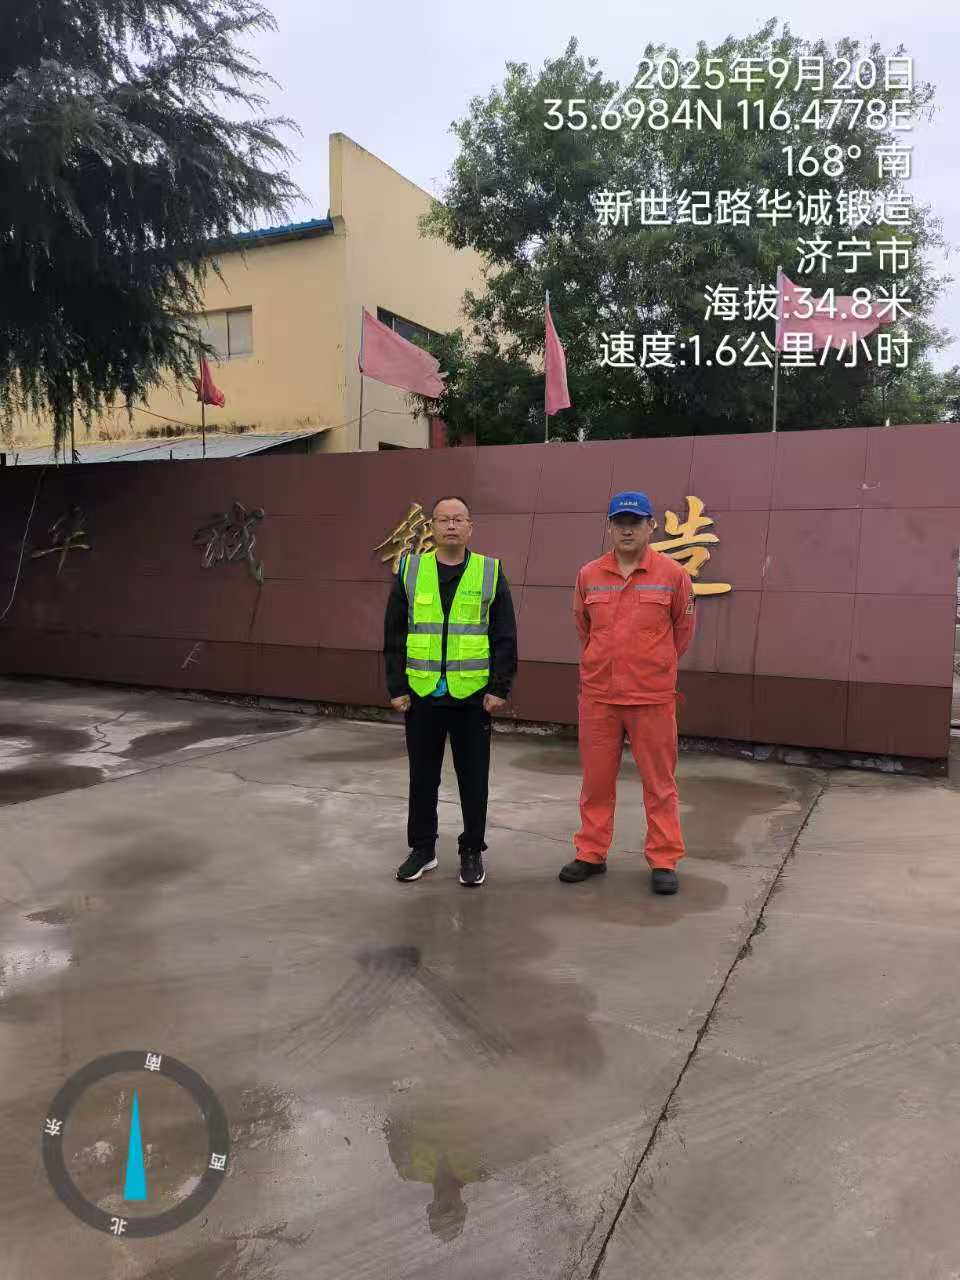 2025年9月20日
35.6984N 116.4778E
168° 南
新世纪路华诚锻造
济宁市
海拔:34.8米
速度:1.6公里/小时
华诚锻造
南
东
西
北